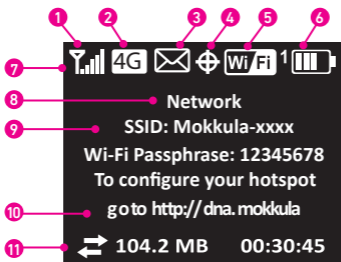 1 2 3 4 5 6
7 4G Wi/Fi 1
8 Network
9 SSID: Mokkula-xxxx
Wi-Fi Passphrase: 12345678
To configure your hotspot
10 go to http://dna.mokkula
11 104.2 MB 00:30:45